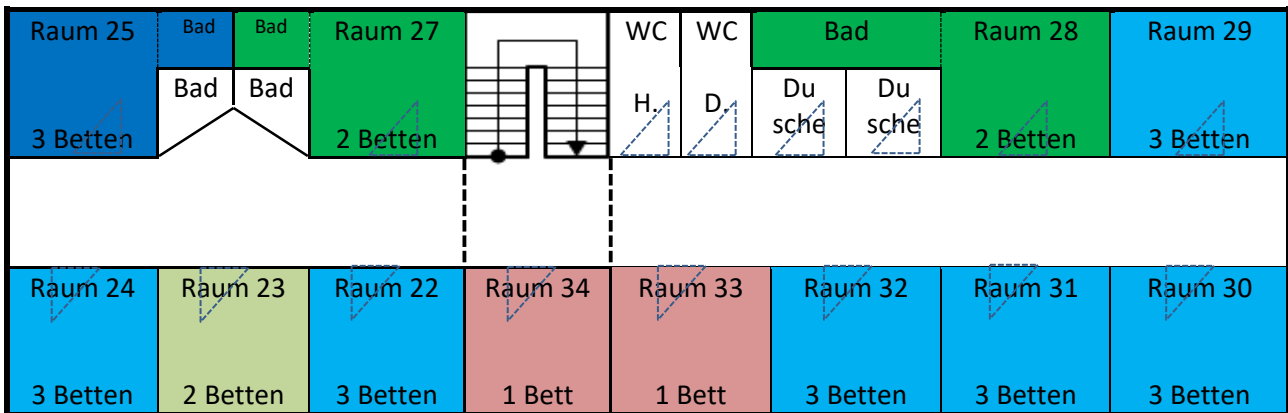 Raum 25 Bad Bad Raum 27 WC WC Bad Raum 28 Raum 29
Bad Bad H. D. Du Du
sche sche
3 Betten 2 Betten 2 Betten 3 Betten
Raum 24 Raum 23 Raum 22 Raum 34 Raum 33 Raum 32 Raum 31 Raum 30
3 Betten 2 Betten 3 Betten 1 Bett 1 Bett 3 Betten 3 Betten 3 Betten